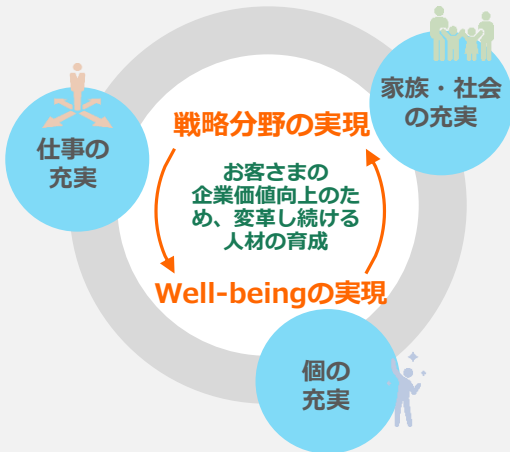 家族・社会
の充実
仕事の
充実
戦略分野の実現
お客さまの
企業価値向上のた
め、変革し続ける
人材の育成
Well-beingの実現
個の
充実